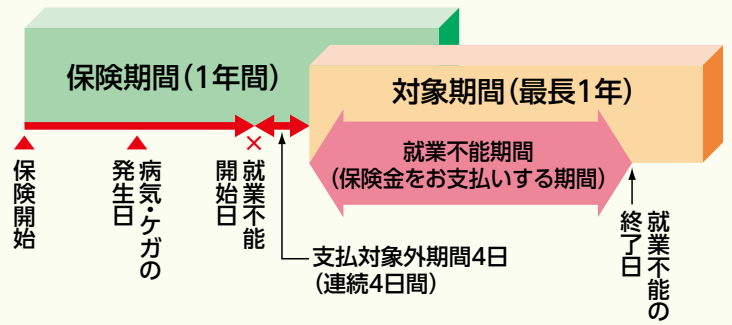 保険期間（1年間）
対象期間（最長1年）
就業不能期間
（保険金をお支払いする期間）
保険開始
病気・ケガの
発生日
就業不能
開始日
支払対象外期間4日
（連続4日間）
就業不能の
終了日